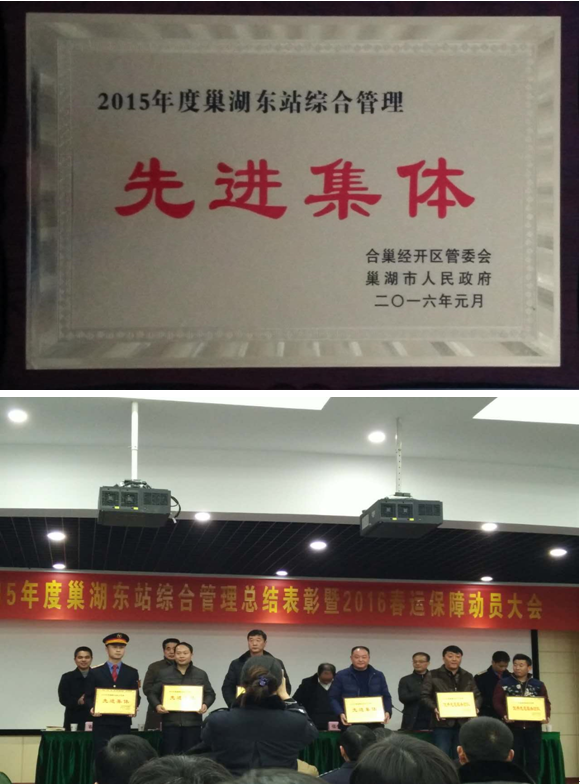 2015年度巢湖东站综合管理
先进集体
合巢经开区管委会
巢湖市人民政府
二〇一六年元月
15年度巢湖东站综合管理总结表彰暨2016春运保障动员大会
先进集体
先进集体
先进集体